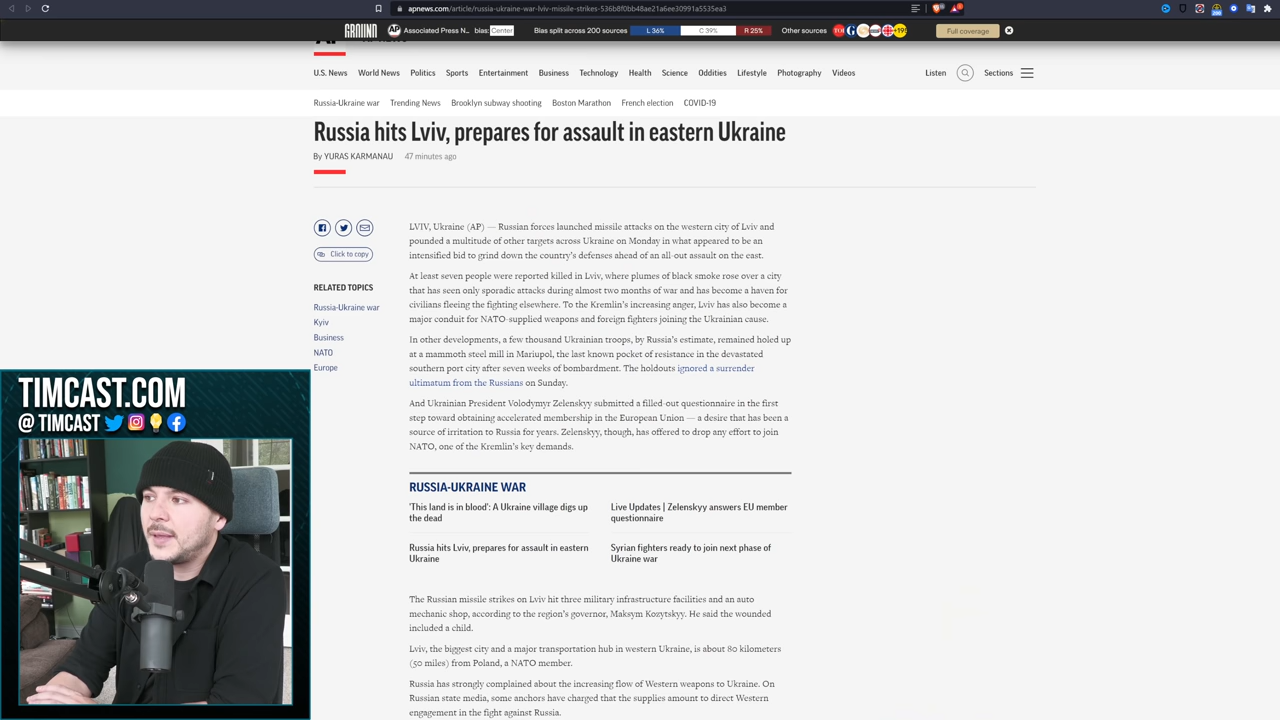 apnews.com/article/russia-ukraine-war-lviv-missile-strikes-536b8f0bb48ae21a6ee30991a5535ea3
GROUND AP Associated Press N... bias: Center Bias split across 200 sources L 36% C 39% R 25% Other sources Full coverage
U.S. News World News Politics Sports Entertainment Business Technology Health Science Oddities Lifestyle Photography Videos Listen Sections
Russia-Ukraine war Trending News Brooklyn subway shooting Boston Marathon French election COVID-19
Russia hits Lviv, prepares for assault in eastern Ukraine
By YURAS KARMANAU 47 minutes ago
Click to copy
RELATED TOPICS
Russia-Ukraine war
Kyiv
Business
NATO
Europe
LVIV, Ukraine (AP) — Russian forces launched missile attacks on the western city of Lviv and
pounded a multitude of other targets across Ukraine on Monday in what appeared to be an
intensified bid to grind down the country's defenses ahead of an all-out assault on the east.
At least seven people were reported killed in Lviv, where plumes of black smoke rose over a city
that has seen only sporadic attacks during almost two months of war and has become a haven for
civilians fleeing the fighting elsewhere. To the Kremlin's increasing anger, Lviv has also become a
major conduit for NATO-supplied weapons and foreign fighters joining the Ukrainian cause.
In other developments, a few thousand Ukrainian troops, by Russia's estimate, remained holed up
at a mammoth steel mill in Mariupol, the last known pocket of resistance in the devastated
southern port city after seven weeks of bombardment. The holdouts ignored a surrender
ultimatum from the Russians on Sunday.
And Ukrainian President Volodymyr Zelenskyy submitted a filled-out questionnaire in the first
step toward obtaining accelerated membership in the European Union — a desire that has been a
source of irritation to Russia for years. Zelenskyy, though, has offered to drop any effort to join
NATO, one of the Kremlin's key demands.
RUSSIA-UKRAINE WAR
'This land is in blood': A Ukraine village digs up
the dead
Live Updates | Zelenskyy answers EU member
questionnaire
Russia hits Lviv, prepares for assault in eastern
Ukraine
Syrian fighters ready to join next phase of
Ukraine war
The Russian missile strikes on Lviv hit three military infrastructure facilities and an auto
mechanic shop, according to the region's governor, Maksym Kozytskyy. He said the wounded
included a child.
Lviv, the biggest city and a major transportation hub in western Ukraine, is about 80 kilometers
(50 miles) from Poland, a NATO member.
Russia has strongly complained about the increasing flow of Western weapons to Ukraine. On
Russian state media, some anchors have charged that the supplies amount to direct Western
engagement in the fight against Russia.
TIMCAST.COM
@ TIMCAST